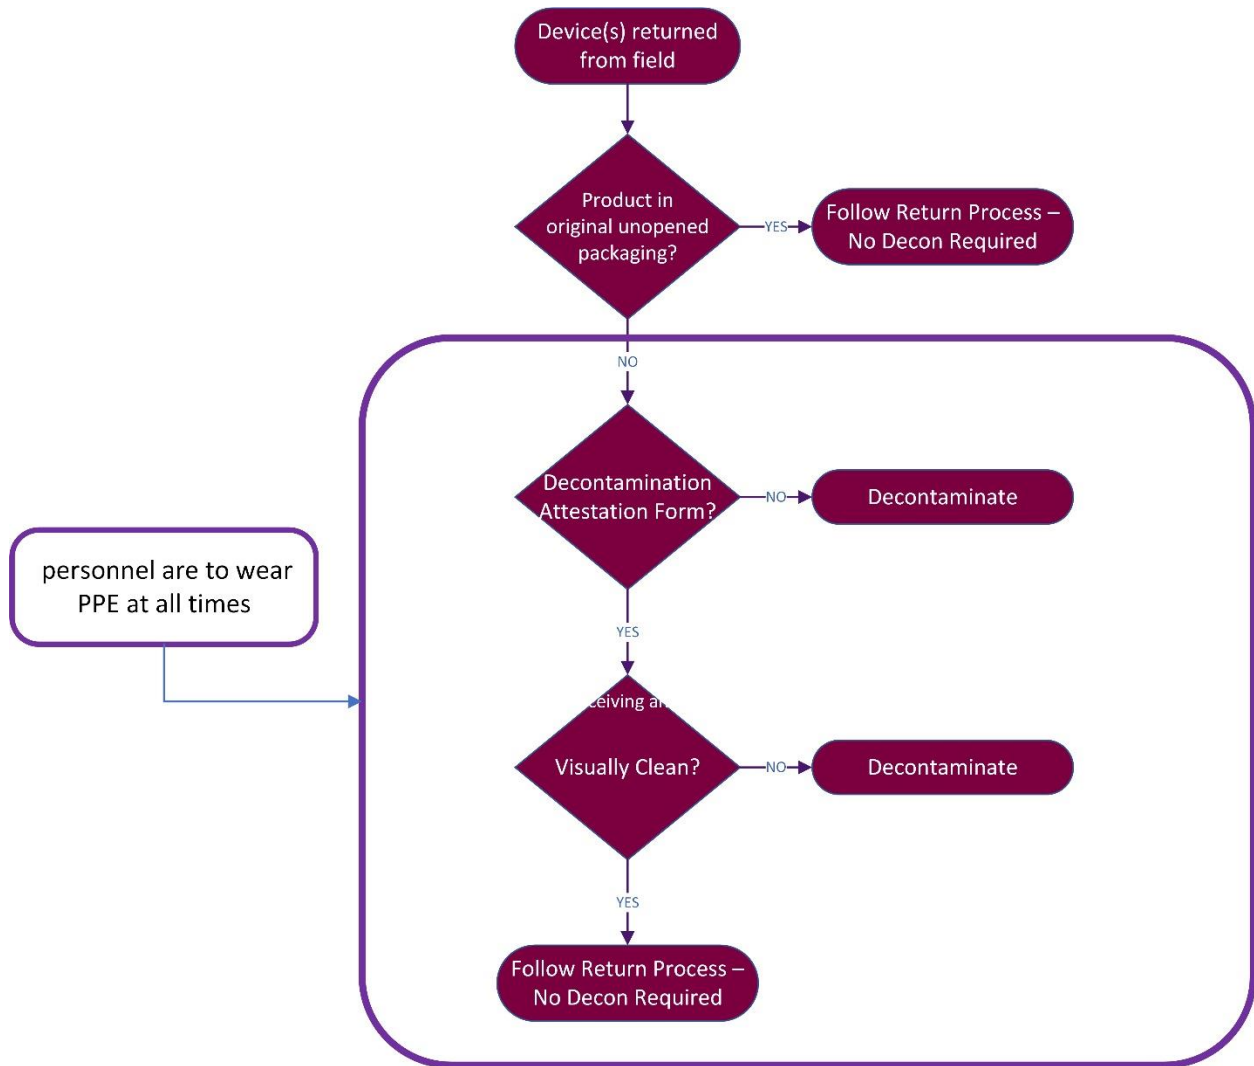 Device(s) returned
from field
Product in
original unopened
packaging?
YES
Follow Return Process –
No Decon Required
NO
Decontamination
Attestation Form?
NO
Decontaminate
personnel are to wear
PPE at all times
YES
Visually Clean?
NO
Decontaminate
YES
Follow Return Process –
No Decon Required